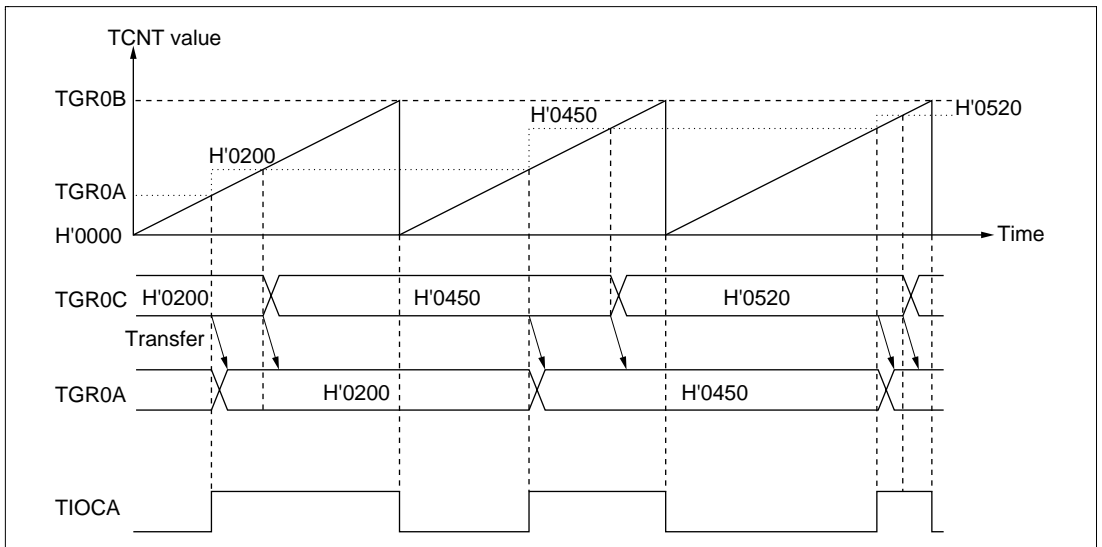 TCNT value
TGR0B
H'0520
H'0450
H'0200
TGR0A
H'0000
Time
TGR0C
H'0200
H'0450
H'0520
Transfer
TGR0A
H'0200
H'0450
TIOCA